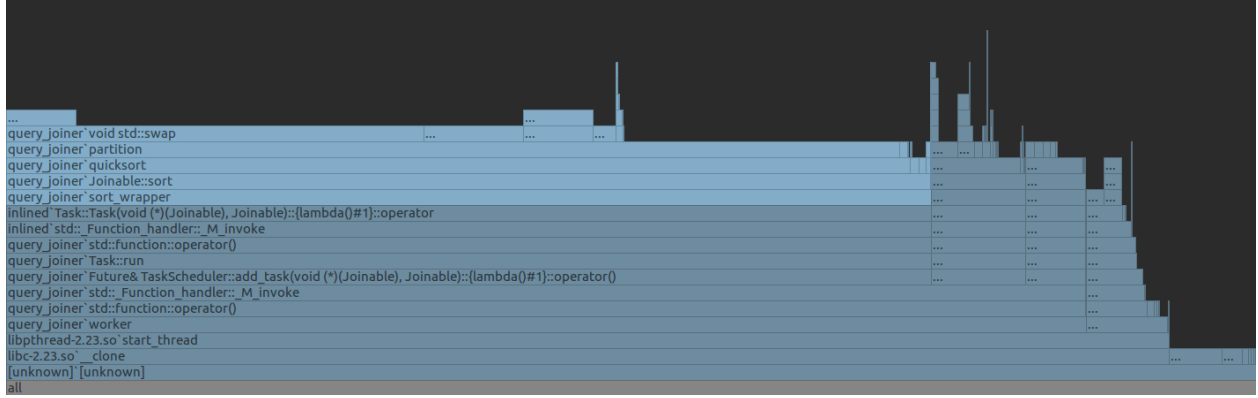 ... ...
query_joiner`void std::swap ... ... ...
query_joiner`partition ... ...
query_joiner`quicksort ... ... ...
query_joiner`Joinable::sort ... ... ...
query_joiner`sort_wrapper ... ... ... ...
inlined`Task::Task(void (*)(Joinable), Joinable)::{lambda()#1}::operator ... ... ...
inlined`std::_Function_handler::_M_invoke ... ... ...
query_joiner`std::function::operator() ... ... ...
query_joiner`Task::run ... ... ...
query_joiner`Future& TaskScheduler::add_task(void (*)(Joinable), Joinable)::{lambda()#1}::operator() ... ... ...
query_joiner`std::_Function_handler::_M_invoke ...
query_joiner`std::function::operator() ...
query_joiner`worker ...
libpthread-2.23.so`start_thread
libc-2.23.so`__clone ... ...
[unknown]`[unknown]
all